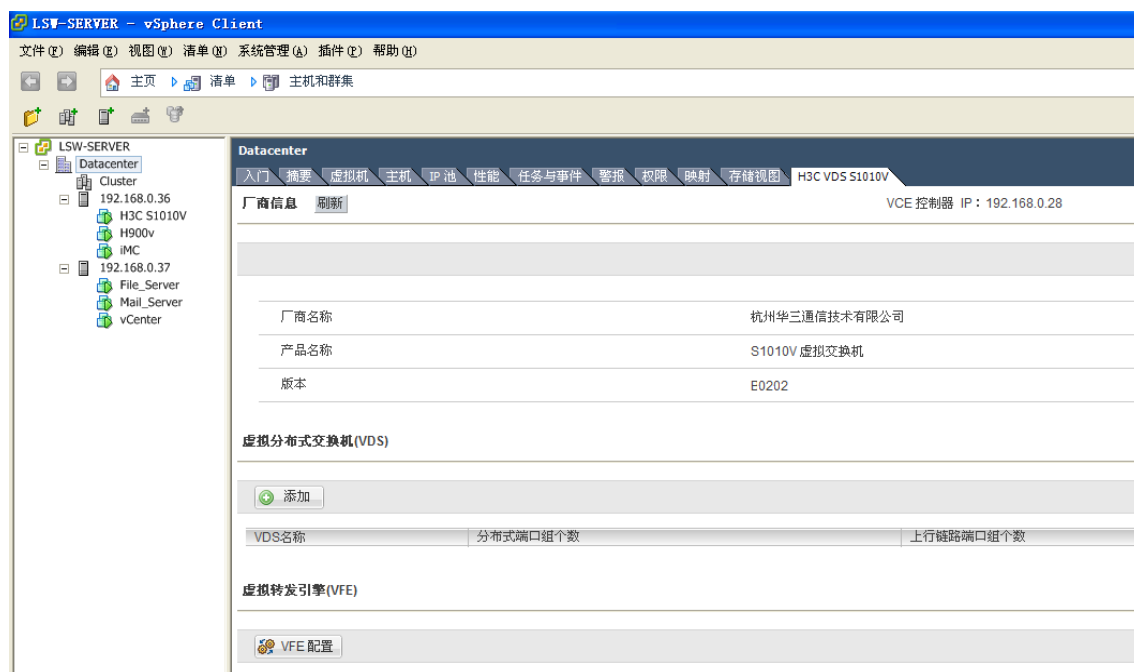 LSW-SERVER - vSphere Client
文件(F) 编辑(E) 视图(V) 清单(N) 系统管理(A) 插件(P) 帮助(H)
主页 清单 主机和群集
LSW-SERVER
Datacenter
Cluster
192.168.0.36
H3C S1010V
H900v
iMC
192.168.0.37
File_Server
Mail_Server
vCenter
Datacenter
入门 摘要 虚拟机 主机 IP 池 性能 任务与事件 警报 权限 映射 存储视图 H3C VDS S1010V
厂商信息 刷新 VCE 控制器 IP：192.168.0.28
厂商名称 杭州华三通信技术有限公司
产品名称 S1010V 虚拟交换机
版本 E0202
虚拟分布式交换机(VDS)
添加
VDS名称 分布式端口组个数 上行链路端口组个数
虚拟转发引擎(VFE)
VFE 配置